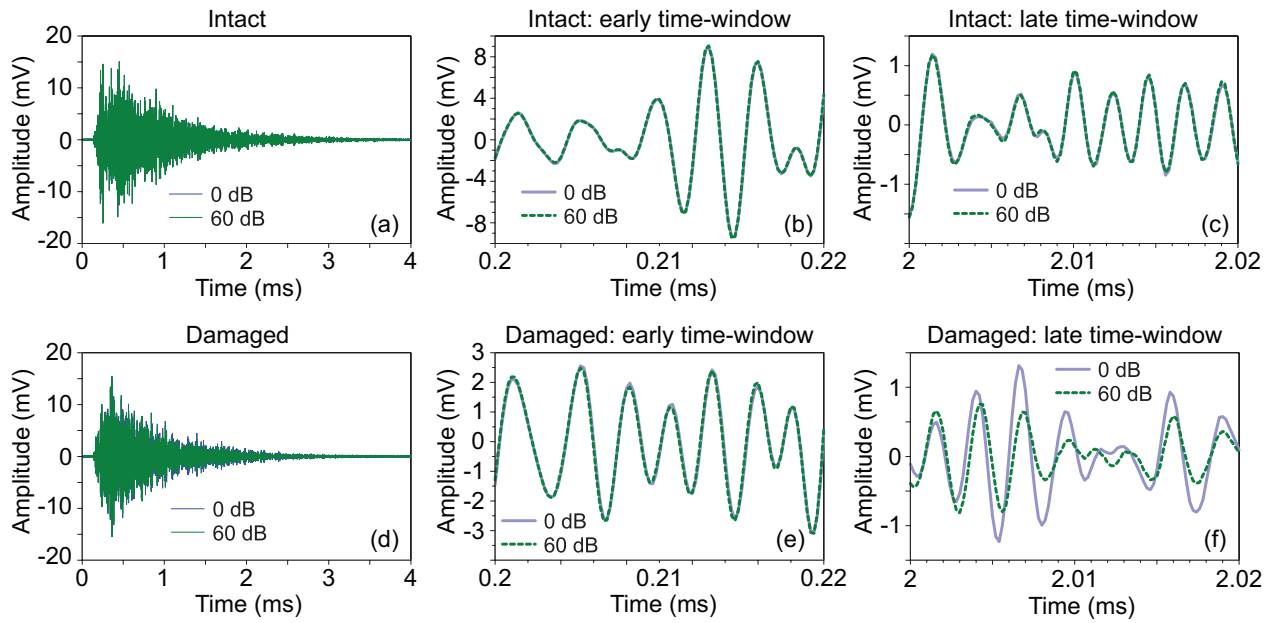 Intact
Amplitude (mV)
20
10
0
-10
-20
0 dB
60 dB
(a)
0
1
2
3
4
Time (ms)
Intact: early time-window
Amplitude (mV)
8
4
0
-4
-8
0 dB
60 dB
(b)
0.2
0.21
0.22
Time (ms)
Intact: late time-window
Amplitude (mV)
1
0
-1
0 dB
60 dB
(c)
2
2.01
2.02
Time (ms)
Damaged
Amplitude (mV)
20
10
0
-10
-20
0 dB
60 dB
(d)
0
1
2
3
4
Time (ms)
Damaged: early time-window
Amplitude (mV)
3
2
1
0
-1
-2
-3
0 dB
60 dB
(e)
0.2
0.21
0.22
Time (ms)
Damaged: late time-window
Amplitude (mV)
1
0
-1
0 dB
60 dB
(f)
2
2.01
2.02
Time (ms)